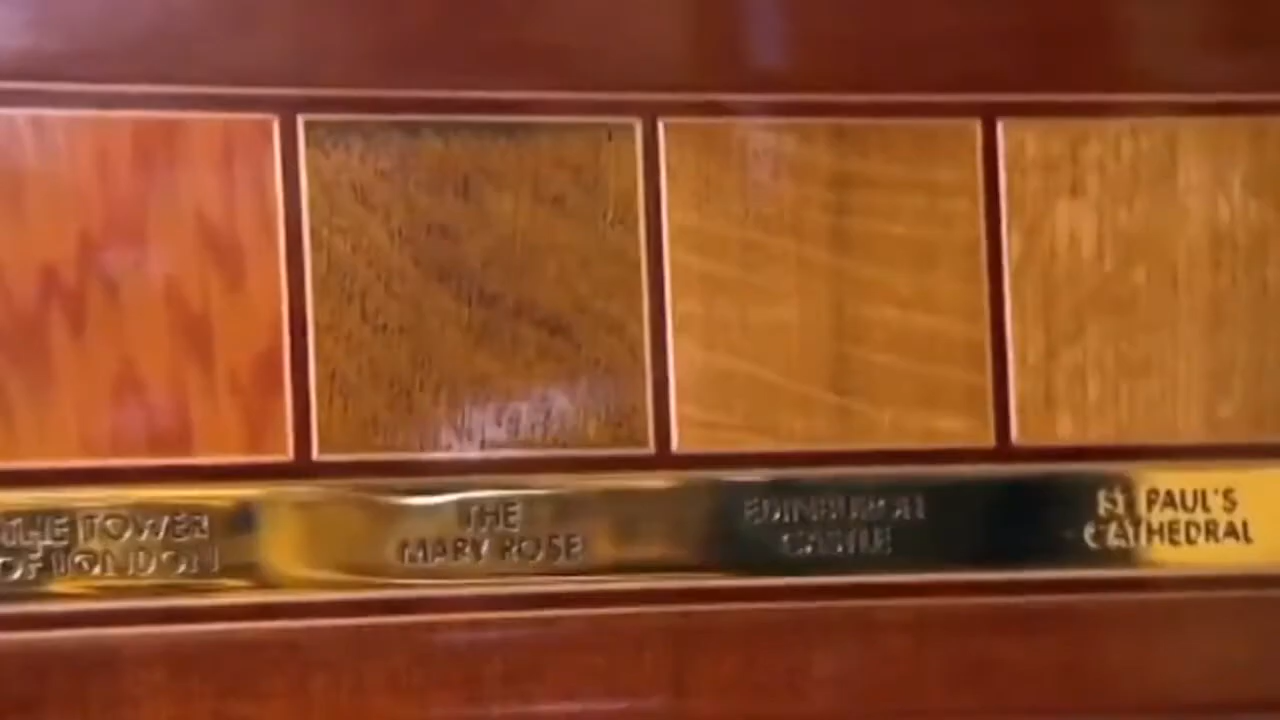 THE TOWER
OF LONDON
THE
MARY ROSE
EDINBURGH
CASTLE
ST. PAUL'S
CATHEDRAL